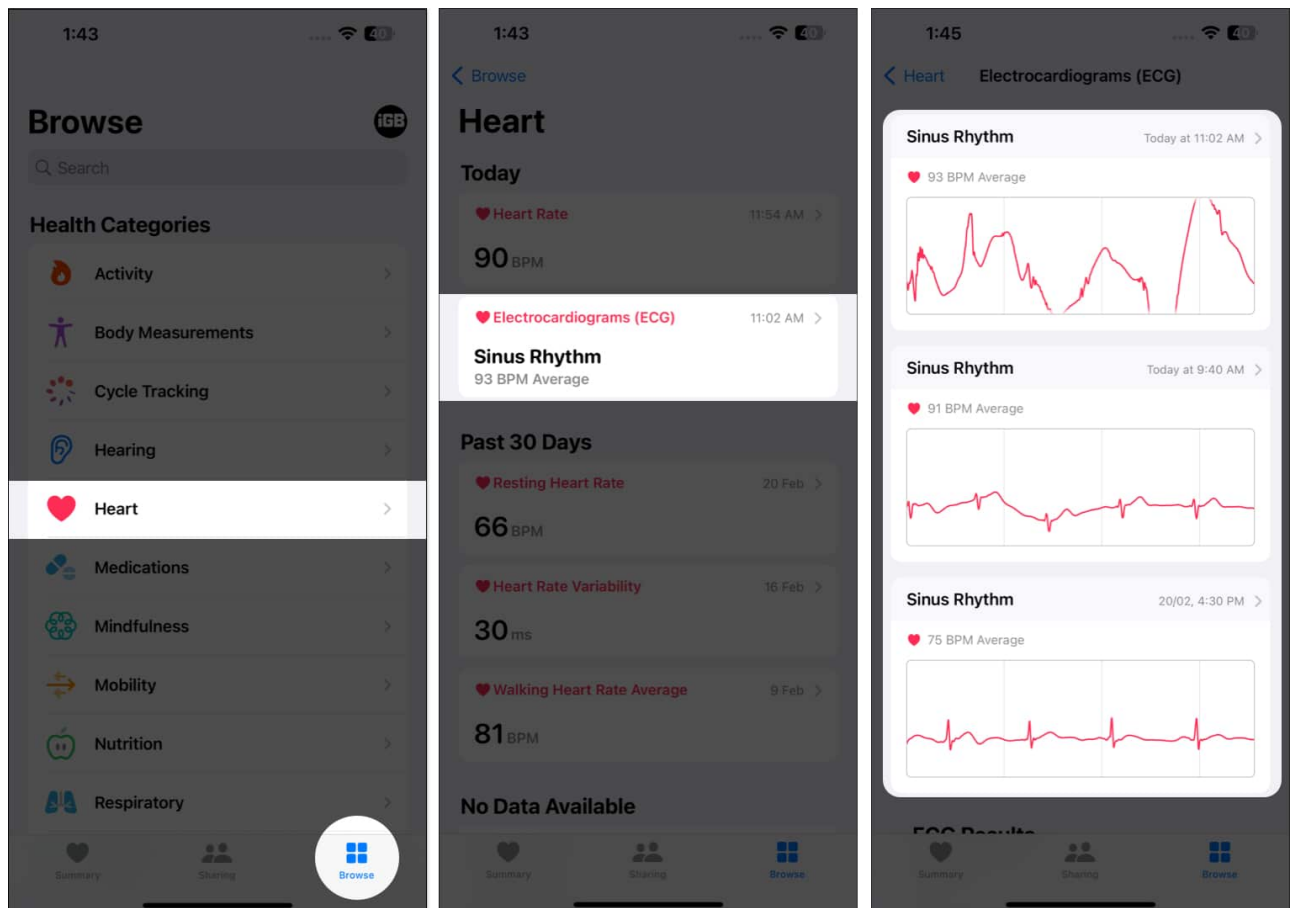 1:43
40
Browse
iGB
Search
Health Categories
Activity
Body Measurements
Cycle Tracking
Hearing
Heart
Medications
Mindfulness
Mobility
Nutrition
Respiratory
Summary
Sharing
Browse
1:43
40
Browse
Heart
Today
Heart Rate
11:54 AM
90 BPM
Electrocardiograms (ECG)
11:02 AM
Sinus Rhythm
93 BPM Average
Past 30 Days
Resting Heart Rate
20 Feb
66 BPM
Heart Rate Variability
16 Feb
30 ms
Walking Heart Rate Average
9 Feb
81 BPM
No Data Available
Summary
Sharing
Browse
1:45
40
Heart
Electrocardiograms (ECG)
Sinus Rhythm
Today at 11:02 AM
93 BPM Average
Sinus Rhythm
Today at 9:40 AM
91 BPM Average
Sinus Rhythm
20/02, 4:30 PM
75 BPM Average
ECG Results
Summary
Sharing
Browse